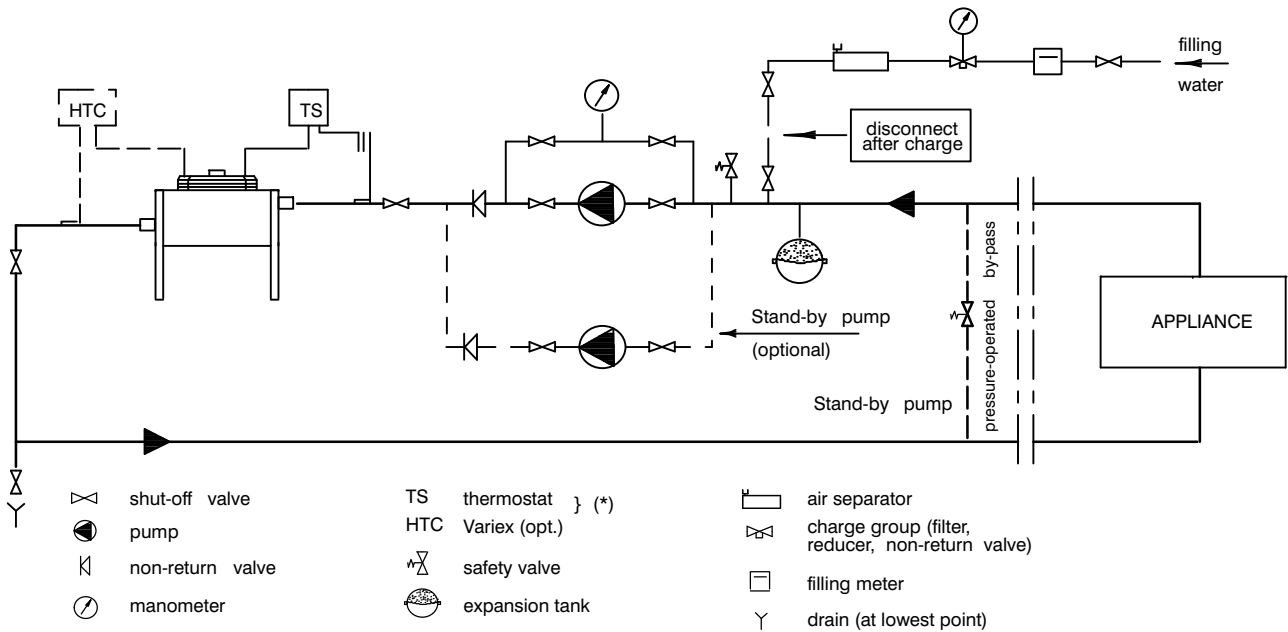 filling
water
HTC
TS
disconnect
after charge
by-pass
pressure-operated
APPLIANCE
Stand-by pump
(optional)
Stand-by pump
shut-off valve
pump
non-return valve
manometer
TS thermostat } (*)
HTC Variex (opt.)
safety valve
expansion tank
air separator
charge group (filter,
reducer, non-return valve)
filling meter
drain (at lowest point)